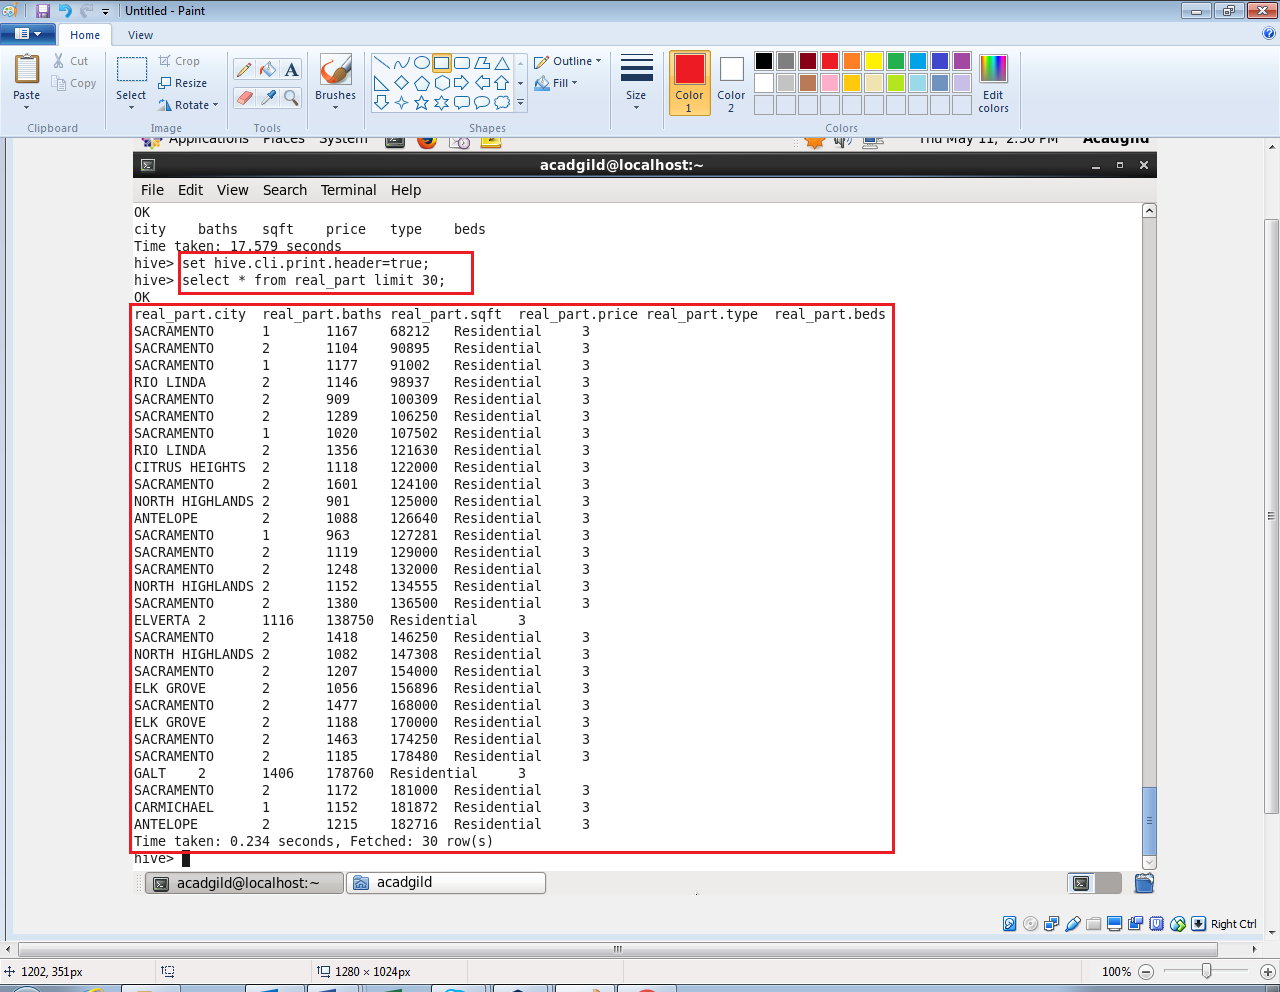 Untitled - Paint
Home View
Paste
Cut
Copy
Clipboard
Select
Crop
Resize
Rotate
Image
A
Tools
Brushes
Outline
Fill
Shapes
Size
Color 1
Color 2
Edit colors
Colors
Applications Places System Thu May 11, 2:50 PM Acadgild
acadgild@localhost:~
File Edit View Search Terminal Help
OK
city baths sqft price type beds
Time taken: 17.579 seconds
hive> set hive.cli.print.header=true;
hive> select * from real_part limit 30;
OK
real_part.city real_part.baths real_part.sqft real_part.price real_part.type real_part.beds
SACRAMENTO 1 1167 68212 Residential 3
SACRAMENTO 2 1104 90895 Residential 3
SACRAMENTO 1 1177 91002 Residential 3
RIO LINDA 2 1146 98937 Residential 3
SACRAMENTO 2 909 100309 Residential 3
SACRAMENTO 2 1289 106250 Residential 3
SACRAMENTO 1 1020 107502 Residential 3
RIO LINDA 2 1356 121630 Residential 3
CITRUS HEIGHTS 2 1118 122000 Residential 3
SACRAMENTO 2 1601 124100 Residential 3
NORTH HIGHLANDS 2 901 125000 Residential 3
ANTELOPE 2 1088 126640 Residential 3
SACRAMENTO 1 963 127281 Residential 3
SACRAMENTO 2 1119 129000 Residential 3
SACRAMENTO 2 1248 132000 Residential 3
NORTH HIGHLANDS 2 1152 134555 Residential 3
SACRAMENTO 2 1380 136500 Residential 3
ELVERTA 2 1116 138750 Residential 3
SACRAMENTO 2 1418 146250 Residential 3
NORTH HIGHLANDS 2 1082 147308 Residential 3
SACRAMENTO 2 1207 154000 Residential 3
ELK GROVE 2 1056 156896 Residential 3
SACRAMENTO 2 1477 168000 Residential 3
ELK GROVE 2 1188 170000 Residential 3
SACRAMENTO 2 1463 174250 Residential 3
SACRAMENTO 2 1185 178480 Residential 3
GALT 2 1406 178760 Residential 3
SACRAMENTO 2 1172 181000 Residential 3
CARMICHAEL 1 1152 181872 Residential 3
ANTELOPE 2 1215 182716 Residential 3
Time taken: 0.234 seconds, Fetched: 30 row(s)
hive>
acadgild@localhost:~ acadgild
Right Ctrl
1202, 351px 1280 × 1024px 100%